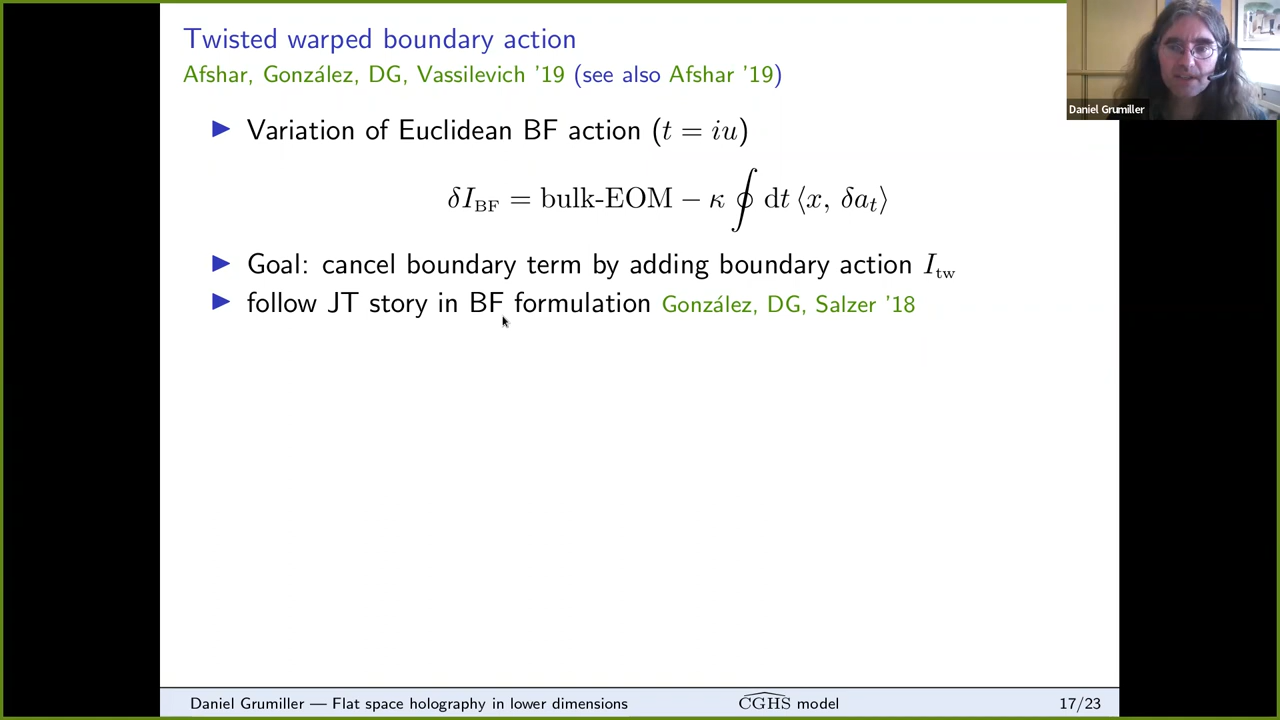 Twisted warped boundary action
Afshar, González, DG, Vassilevich '19 (see also Afshar '19)
▶ Variation of Euclidean BF action (t = iu)
δI_BF = bulk-EOM − κ ∮ dt ⟨x, δa_t⟩
▶ Goal: cancel boundary term by adding boundary action I_tw
▶ follow JT story in BF formulation González, DG, Salzer '18
Daniel Grumiller
Daniel Grumiller — Flat space holography in lower dimensions
$\widehat{\text{CGHS}}$ model
17/23